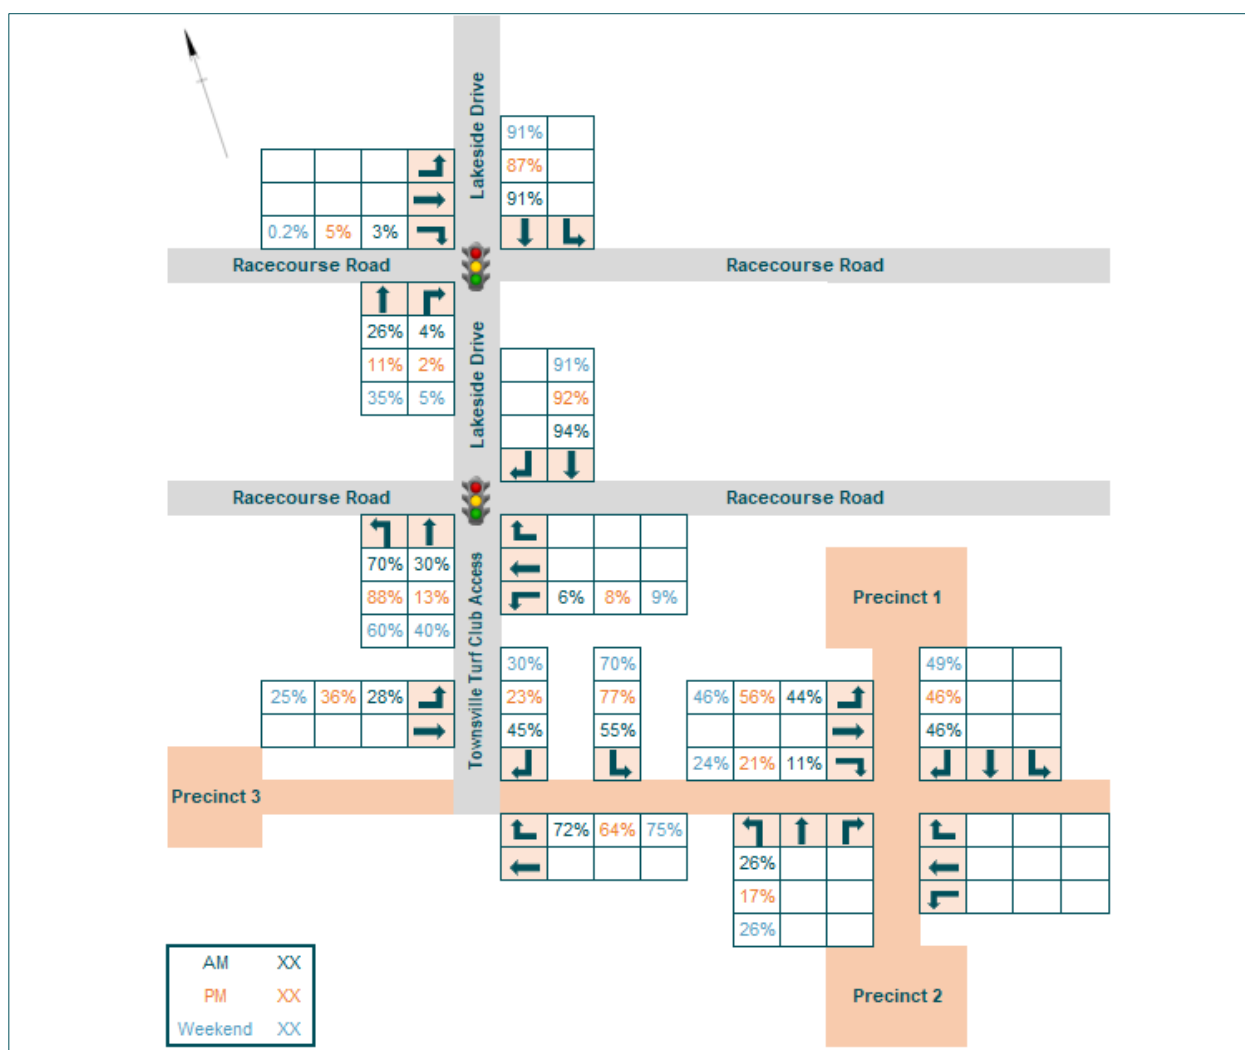 Lakeside Drive
91%
87%
91%
0.2% 5% 3%
Racecourse Road
Racecourse Road
26% 4%
11% 2%
35% 5%
Lakeside Drive
91%
92%
94%
Racecourse Road
Racecourse Road
70% 30%
88% 13%
60% 40%
Townsville Turf Club Access
6% 8% 9%
Precinct 1
30% 70%
23% 77%
45% 55%
25% 36% 28%
46% 56% 44%
24% 21% 11%
49%
46%
46%
Precinct 3
72% 64% 75%
26%
17%
26%
Precinct 2
AM XX
PM XX
Weekend XX